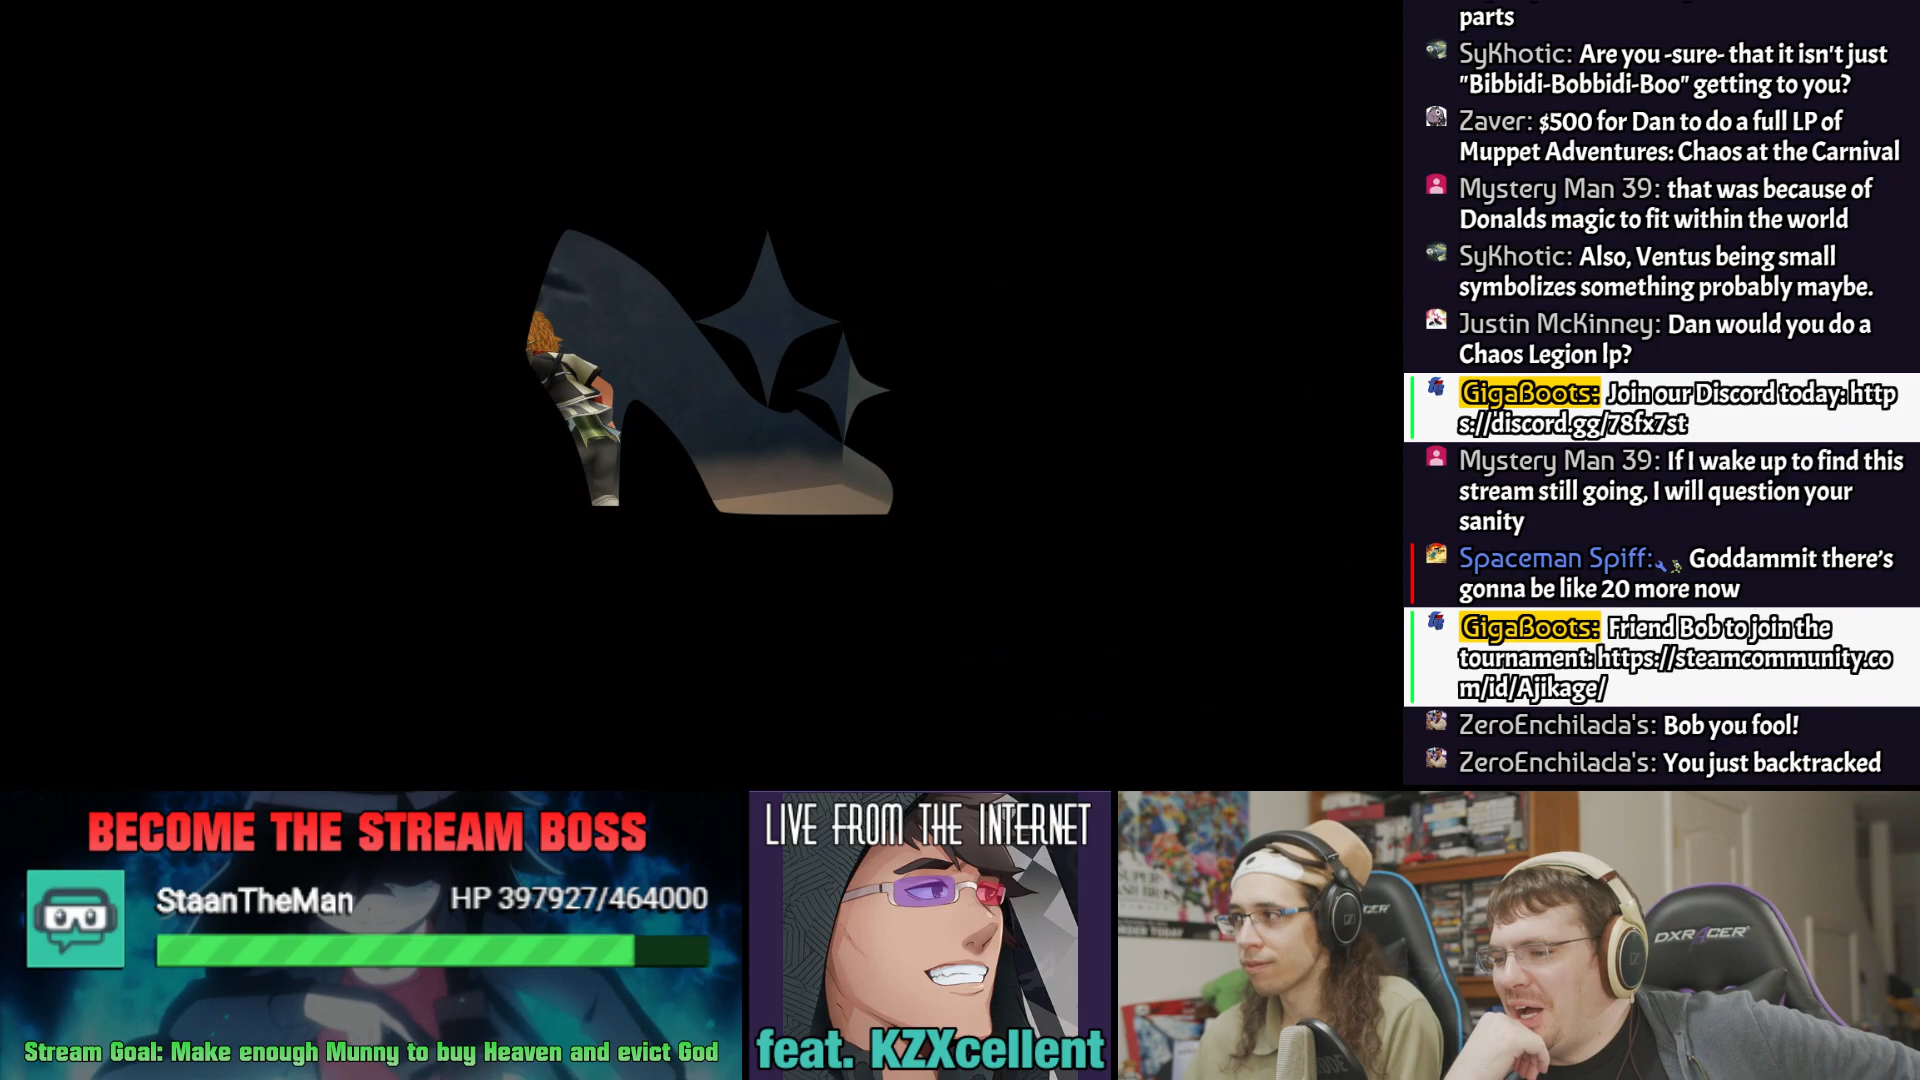 parts
SyKhotic: Are you -sure- that it isn't just
"Bibbidi-Bobbidi-Boo" getting to you?
Zaver: $500 for Dan to do a full LP of
Muppet Adventures: Chaos at the Carnival
Mystery Man 39: that was because of
Donalds magic to fit within the world
SyKhotic: Also, Ventus being small
symbolizes something probably maybe.
Justin McKinney: Dan would you do a
Chaos Legion lp?
GigaBoots: Join our Discord today: http
s://discord.gg/78fx7st
Mystery Man 39: If I wake up to find this
stream still going, I will question your
sanity
Spaceman Spiff: Goddammit there's
gonna be like 20 more now
GigaBoots: Friend Bob to join the
tournament: https://steamcommunity.co
m/id/Ajikage/
ZeroEnchilada's: Bob you fool!
ZeroEnchilada's: You just backtracked
BECOME THE STREAM BOSS
StaanTheMan HP 397927/464000
Stream Goal: Make enough Munny to buy Heaven and evict God
LIVE FROM THE INTERNET
feat. KZXcellent
DXRACER